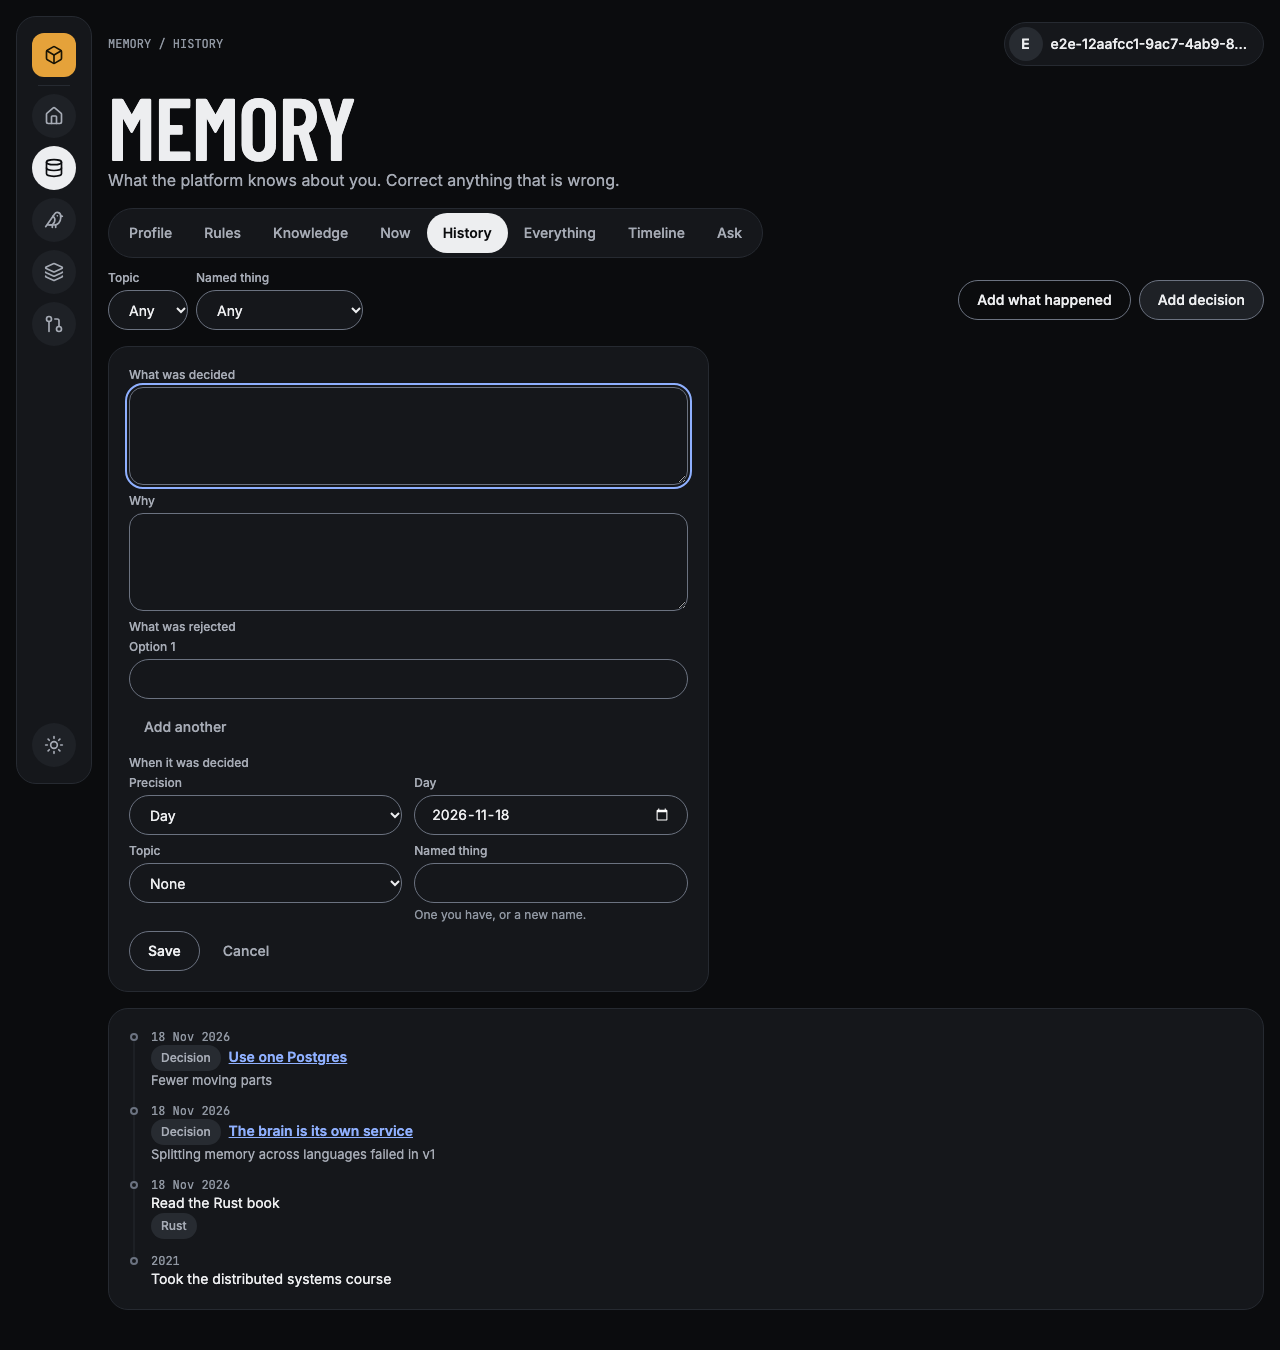 MEMORY / HISTORY
E e2e-12aafcc1-9ac7-4ab9-8...
MEMORY
What the platform knows about you. Correct anything that is wrong.
Profile Rules Knowledge Now History Everything Timeline Ask
Topic Named thing
Any Any Add what happened Add decision
What was decided
Why
What was rejected
Option 1
Add another
When it was decided
Precision Day
Day 2026-11-18
Topic Named thing
None
One you have, or a new name.
Save Cancel
18 Nov 2026
Decision Use one Postgres
Fewer moving parts
18 Nov 2026
Decision The brain is its own service
Splitting memory across languages failed in v1
18 Nov 2026
Read the Rust book
Rust
2021
Took the distributed systems course